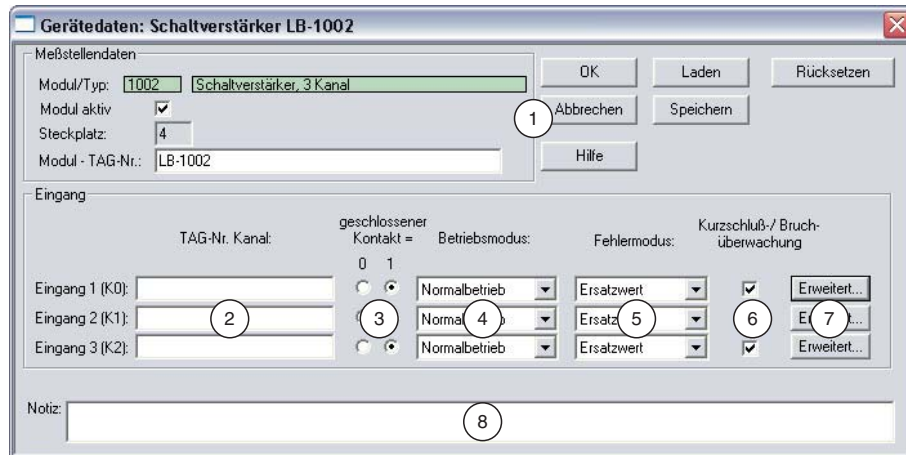 Gerätedaten: Schaltverstärker LB-1002
Meßstellendaten
Modul/Typ: 1002 Schaltverstärker, 3 Kanal
Modul aktiv
Steckplatz: 4
Modul - TAG-Nr.: LB-1002
OK Laden Rücksetzen
1 Abbrechen Speichern
Hilfe
Eingang
TAG-Nr. Kanal: geschlossener Kontakt = Betriebsmodus: Fehlermodus: Kurzschluß-/ Bruch-
überwachung
0 1
Eingang 1 (K0): Normalbetrieb Ersatzwert Erweitert...
Eingang 2 (K1): 2 3 4 5 6 7
Eingang 3 (K2): Normalbetrieb Ersatzwert Erweitert...
Notiz: 8